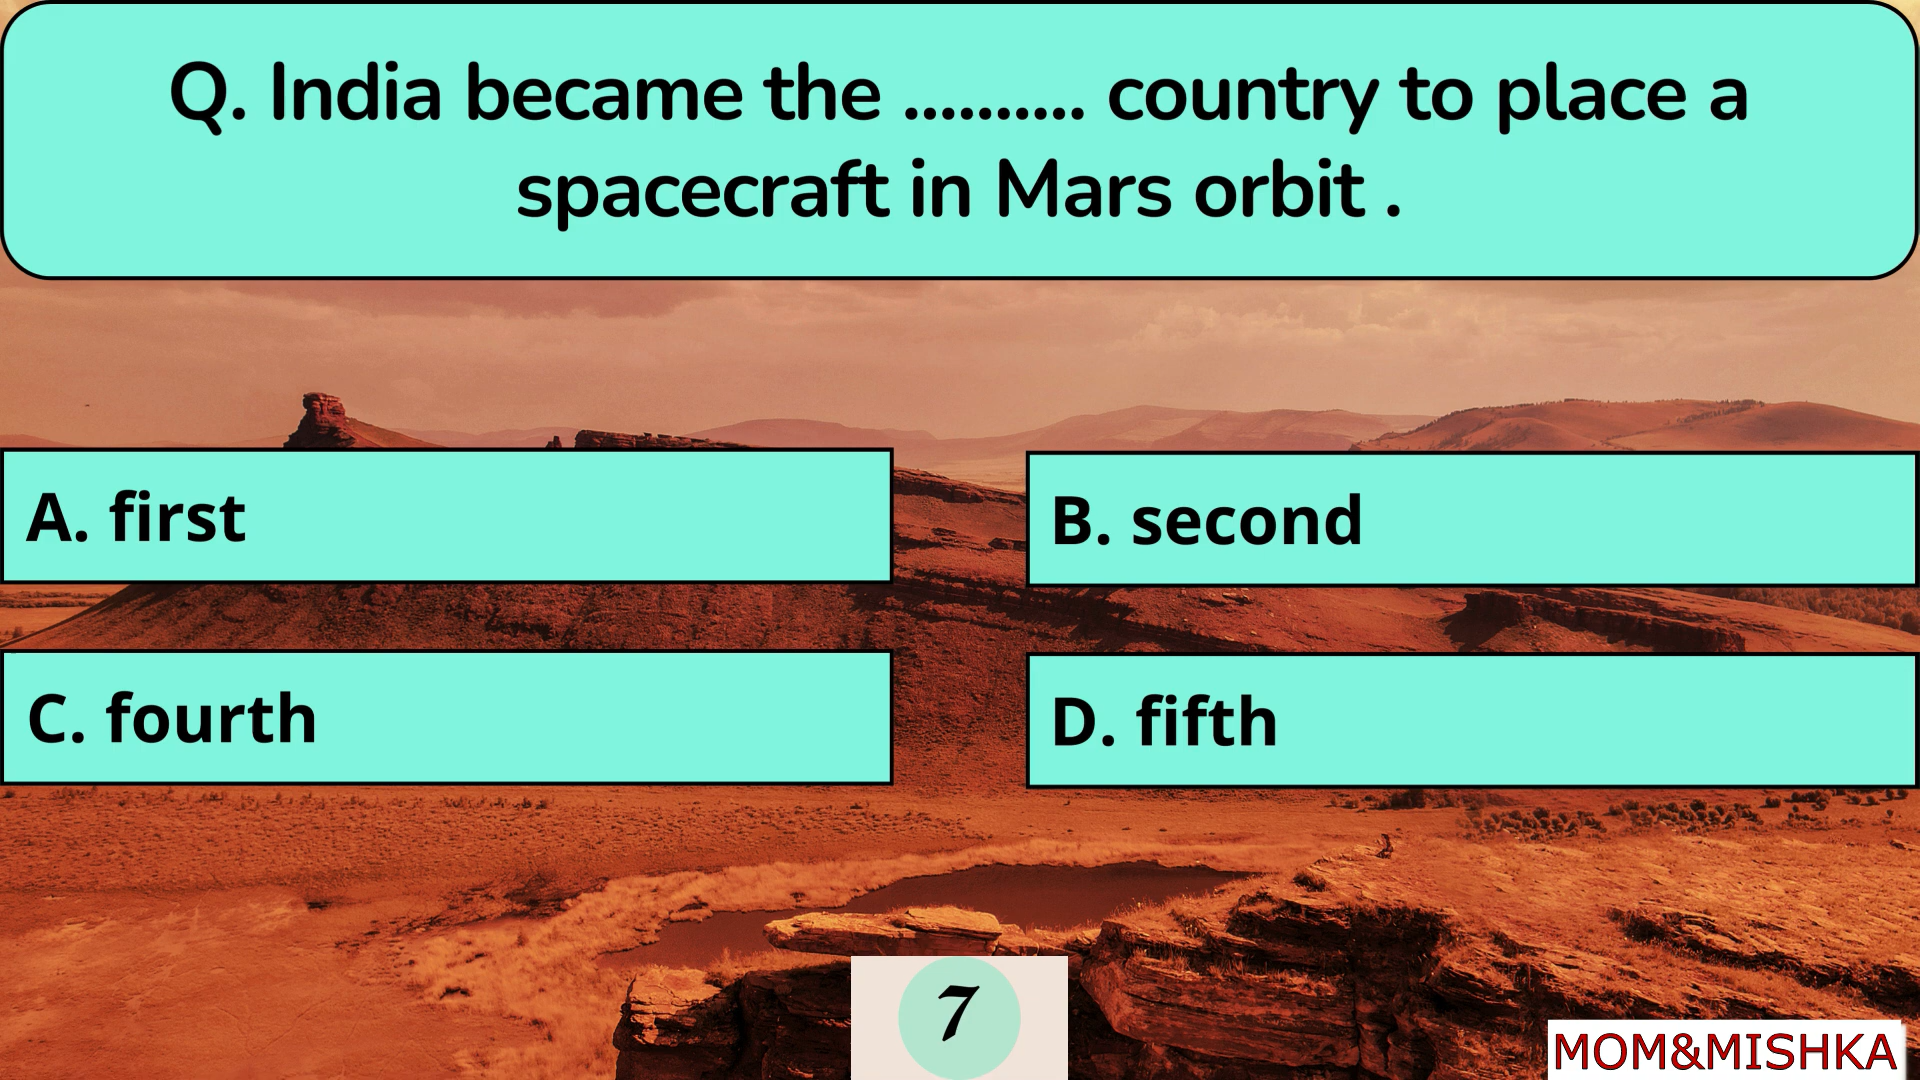 Q. India became the .......... country to place a
spacecraft in Mars orbit .
A. first
B. second
C. fourth
D. fifth
7
MOM&MISHKA